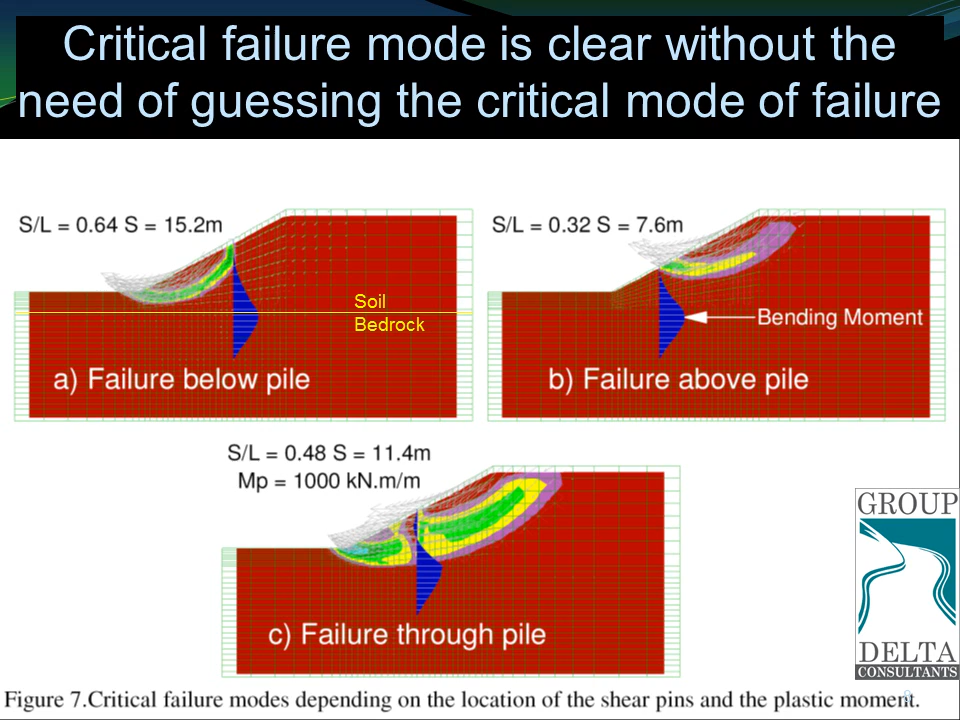 Critical failure mode is clear without the
need of guessing the critical mode of failure
S/L = 0.64 S = 15.2m
Soil
Bedrock
a) Failure below pile
S/L = 0.32 S = 7.6m
Bending Moment
b) Failure above pile
S/L = 0.48 S = 11.4m
Mp = 1000 kN.m/m
c) Failure through pile
GROUP
DELTA
CONSULTANTS
Figure 7.Critical failure modes depending on the location of the shear pins and the plastic moment.